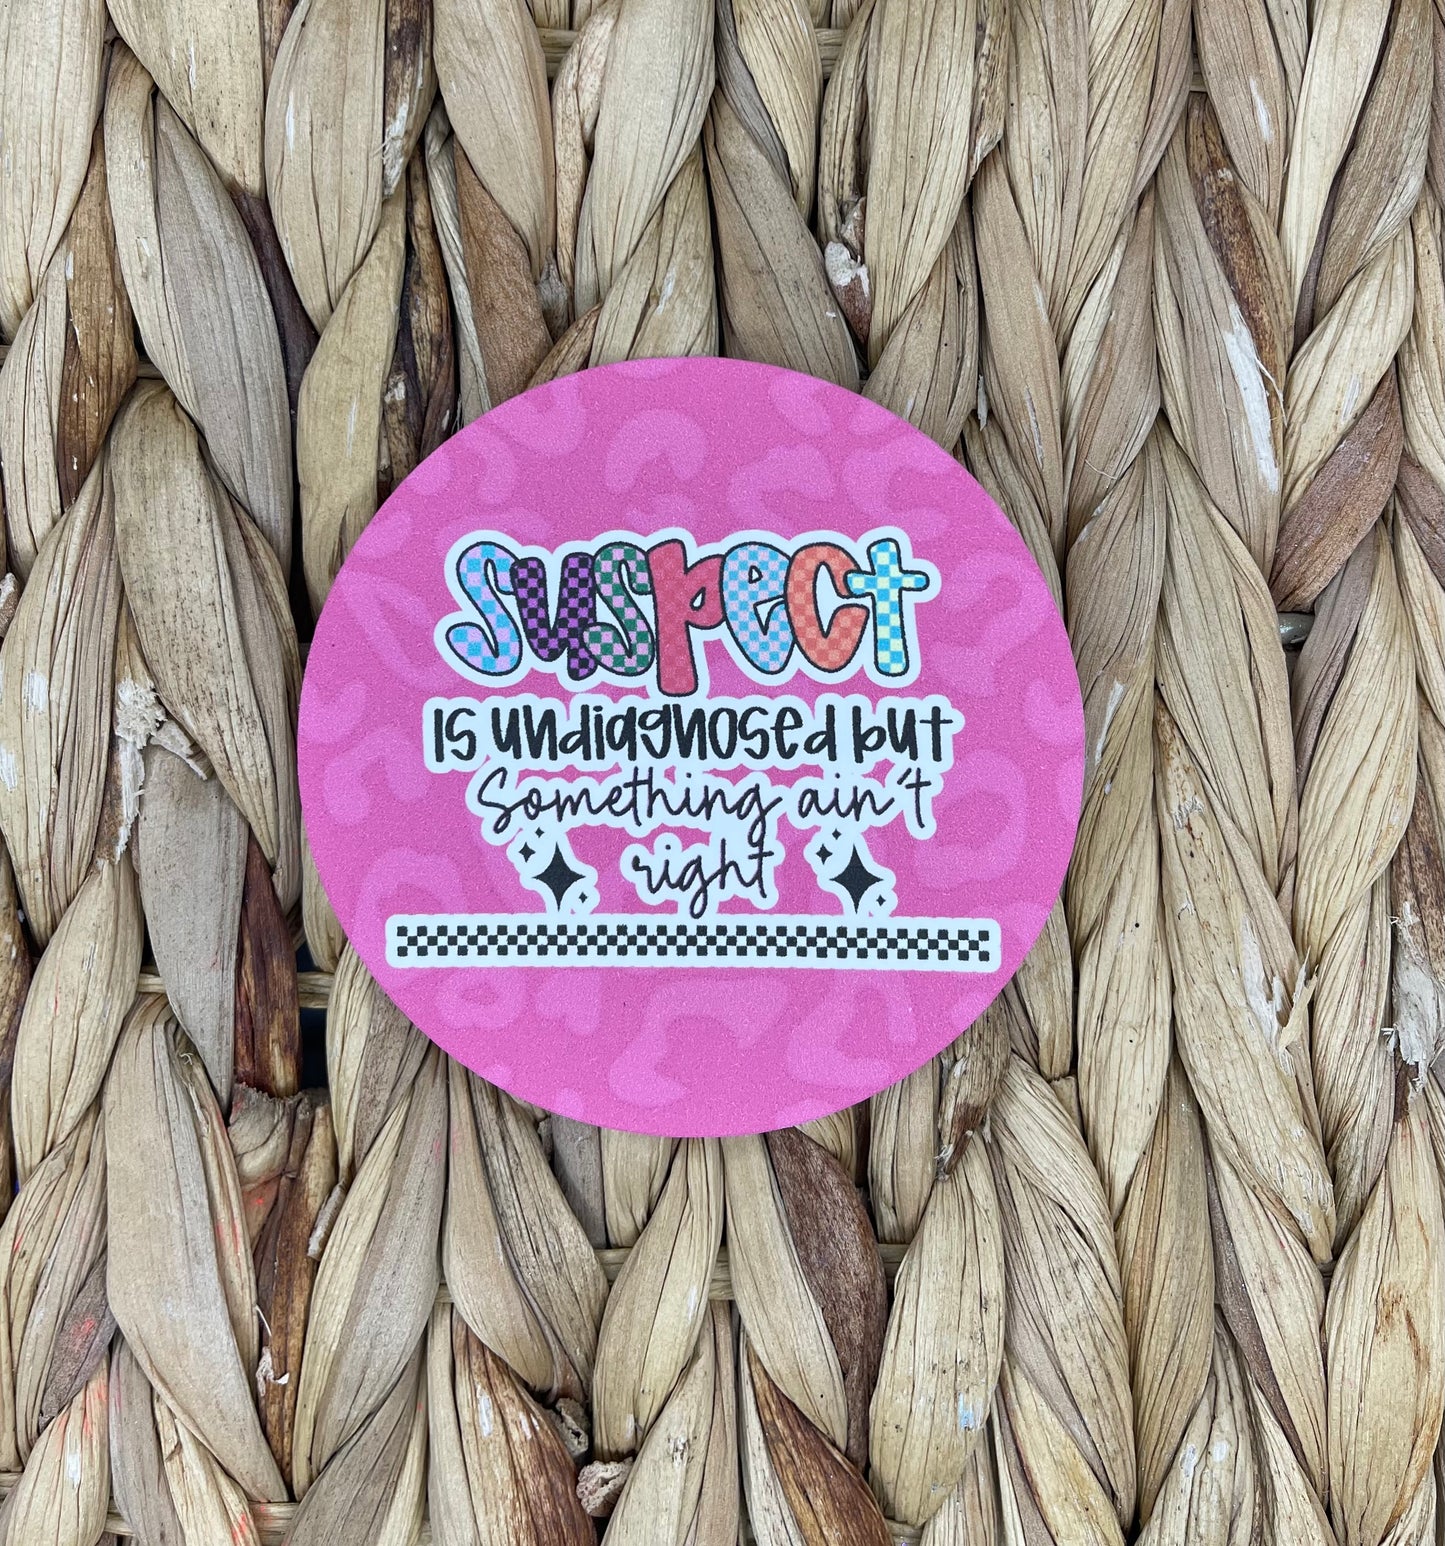 suspect
Is undiagnosed but
Something ain't
right